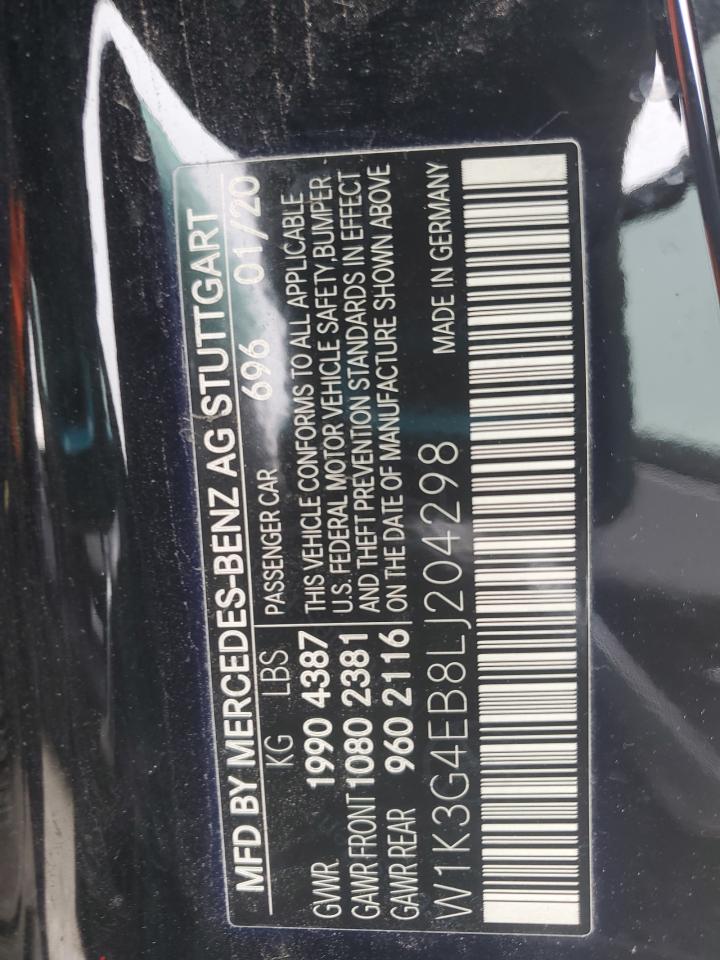 MFD BY MERCEDES-BENZ AG STUTTGART
KG LBS PASSENGER CAR 696 01/20
GWR. 1990 4387 THIS VEHICLE CONFORMS TO ALL APPLICABLE
GAWR FRONT 1080 2381 U.S. FEDERAL MOTOR VEHICLE SAFETY,BUMPER,
GAWR REAR 960 2116 AND THEFT PREVENTION STANDARDS IN EFFECT
ON THE DATE OF MANUFACTURE SHOWN ABOVE
W1K3G4EB8LJ204298 MADE IN GERMANY